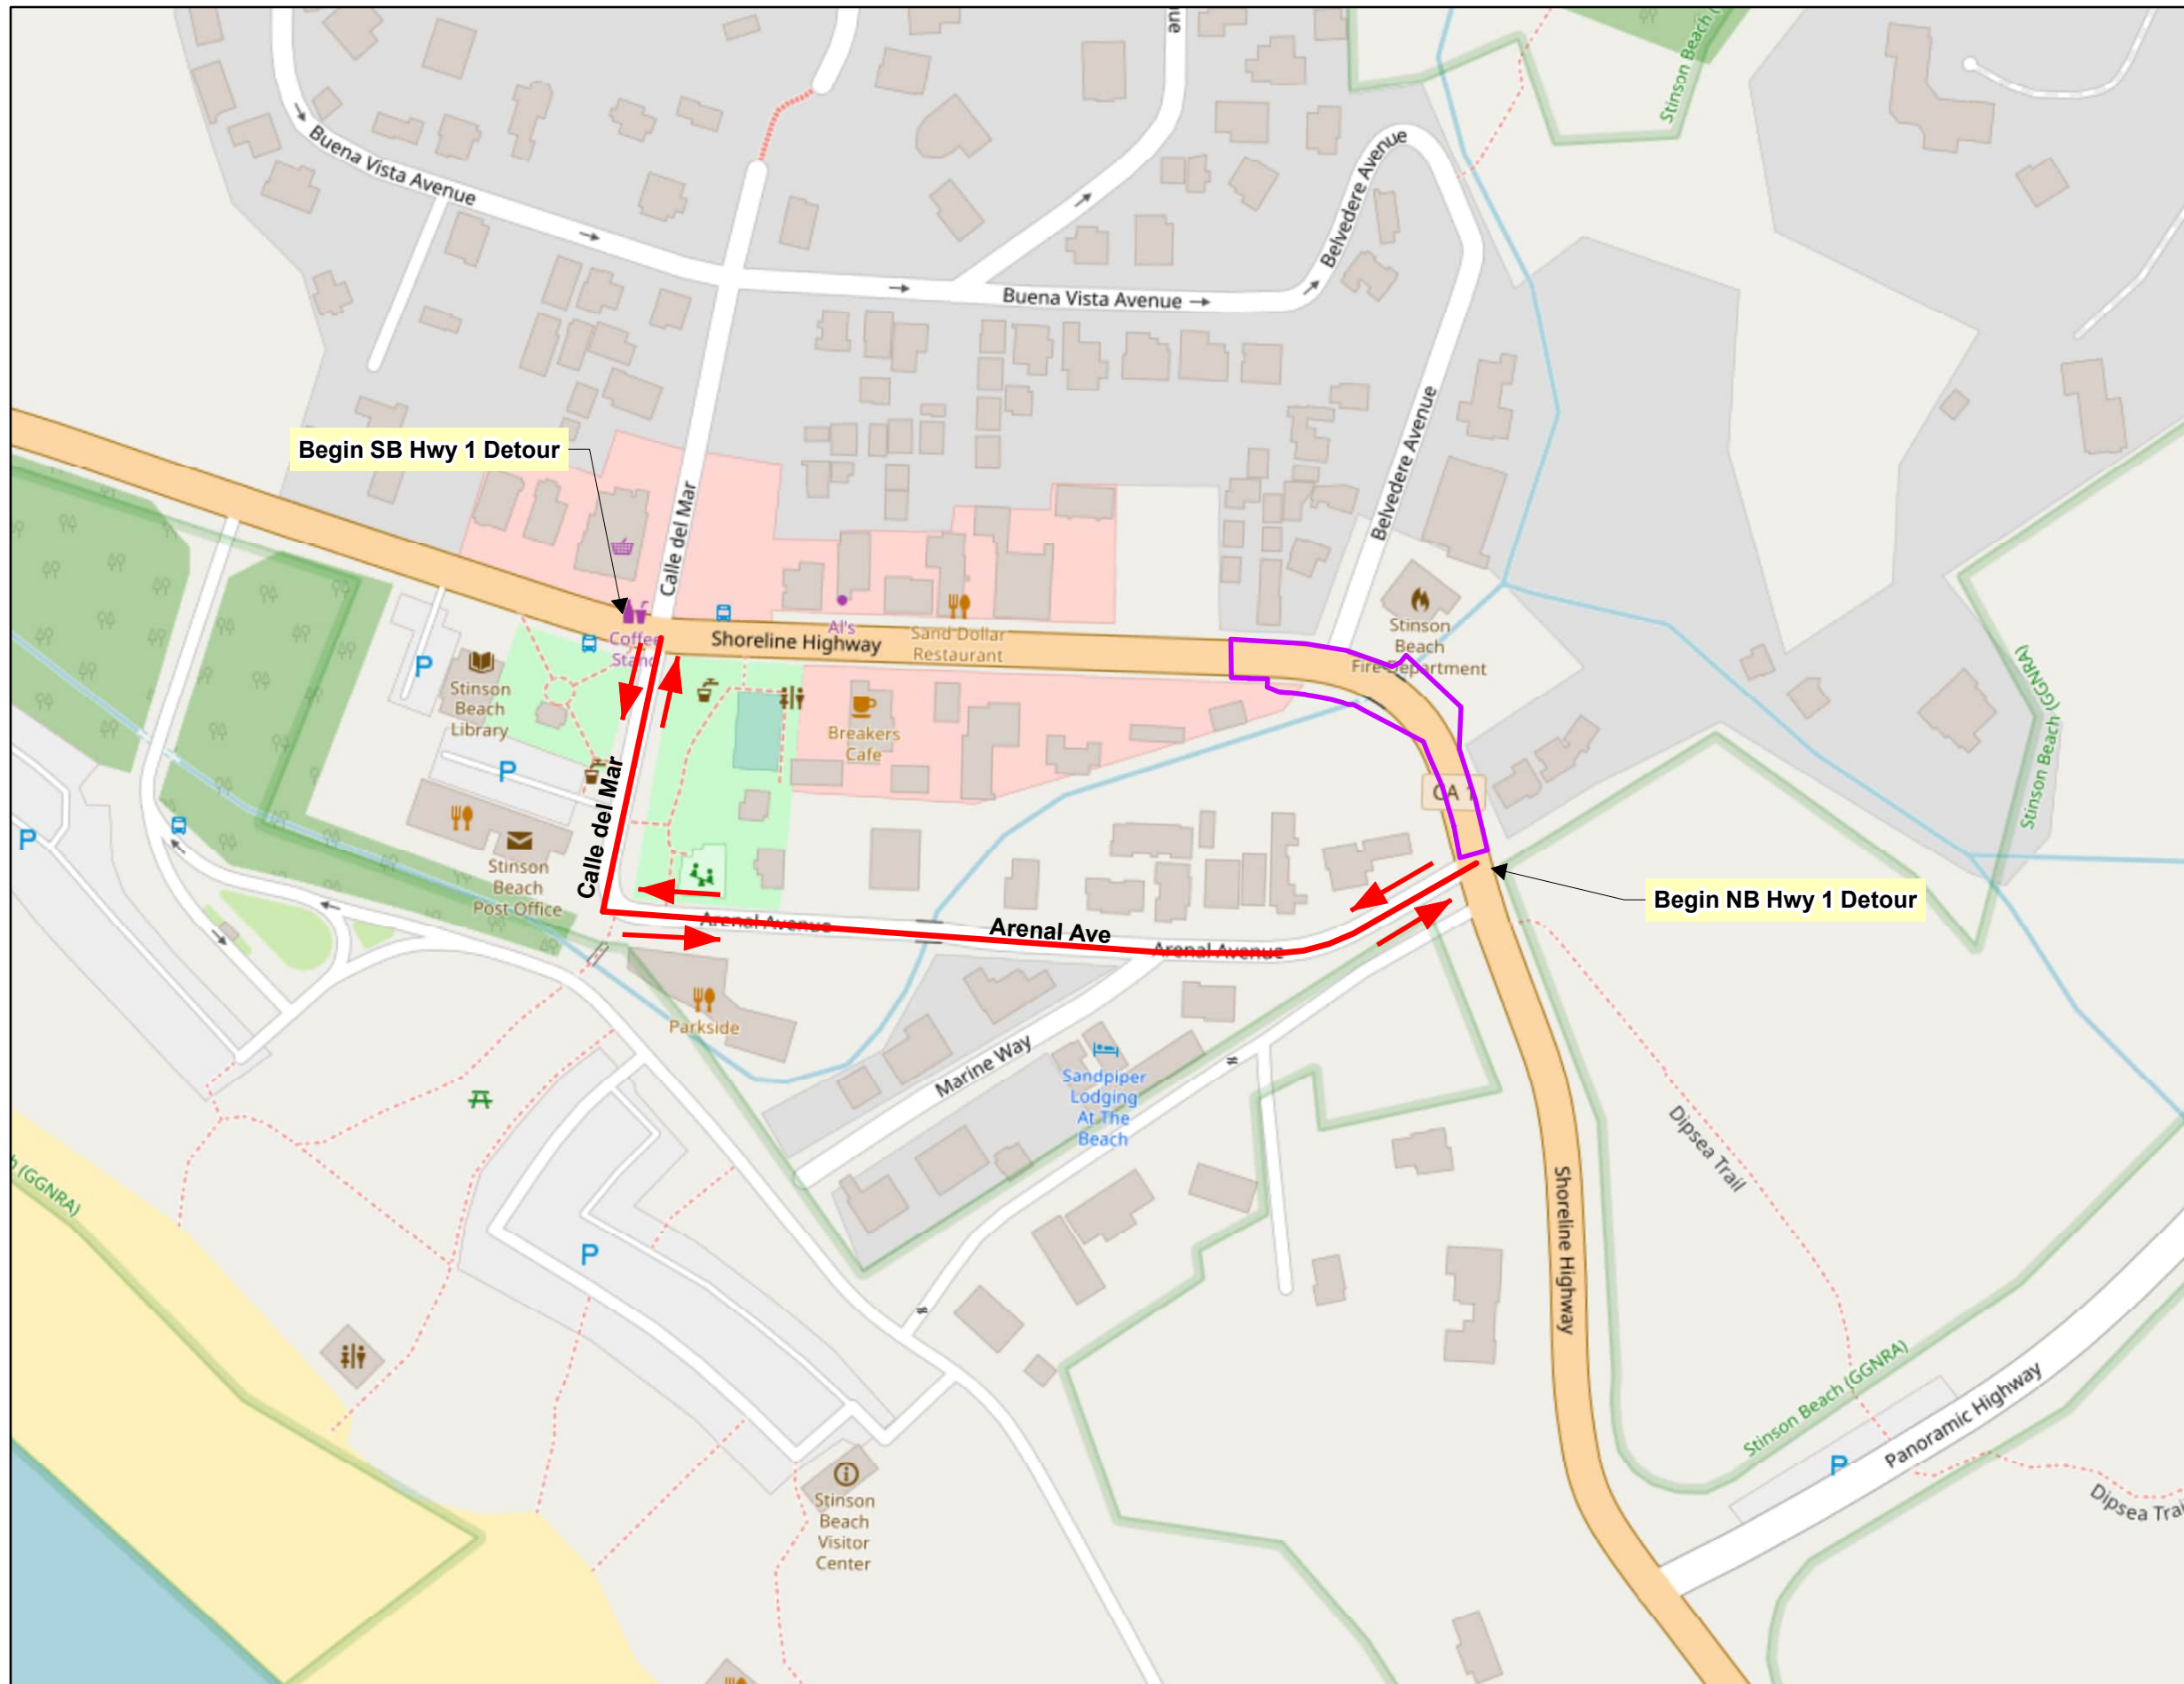 Stinson Beach (
ue
Buena Vista Avenue
Belvedere Avenue
Buena Vista Avenue
Begin SB Hwy 1 Detour
Calle del Mar
Belvedere Avenue
Coffee
Stand
Shoreline Highway
Al's
Sand Dollar
Restaurant
Stinson
Beach
Fire Department
P
Stinson
Beach
Library
Breakers
Cafe
Stinson Beach (GGNRA)
P
P
CA 1
Calle del Mar
Stinson
Beach
Post Office
Begin NB Hwy 1 Detour
Arenal Avenue
Arenal Ave
Arenal Avenue
Parkside
Marine Way
Sandpiper
Lodging
At The
Beach
Dipsea Trail
h (GGNRA)
P
Shoreline Highway
Stinson Beach (GGNRA)
Panoramic Highway
P
Dipsea Trai
Stinson
Beach
Visitor
Center